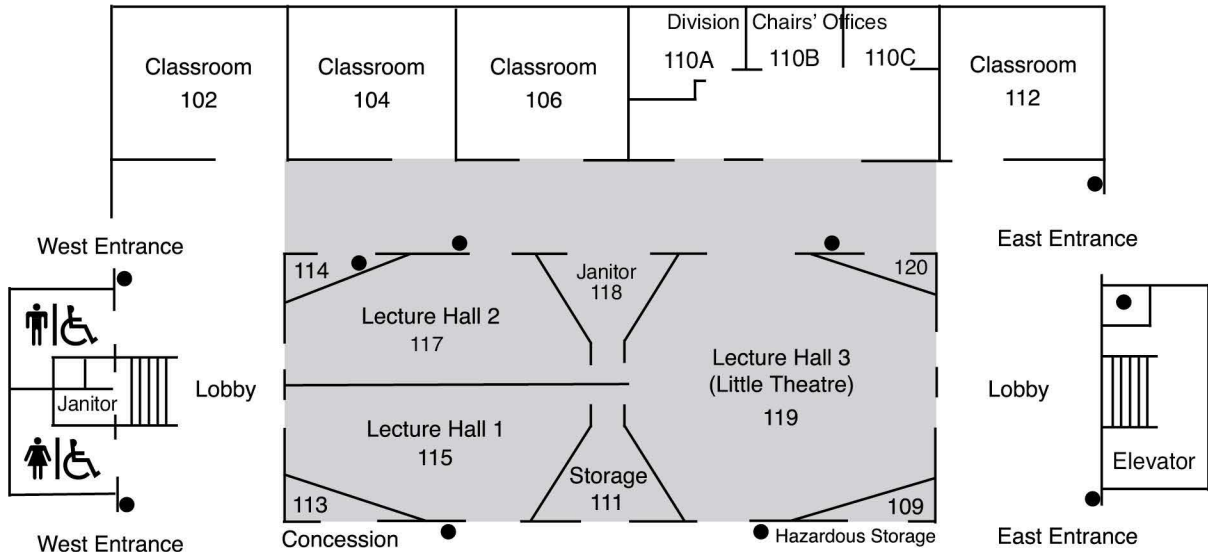 Division Chairs' Offices
Classroom
102
Classroom
104
Classroom
106
110A
110B
110C
Classroom
112
West Entrance
East Entrance
114
Janitor
118
120
Lecture Hall 2
117
Lecture Hall 3
(Little Theatre)
119
Janitor
Lobby
Lobby
Lecture Hall 1
115
Storage
111
Elevator
113
109
West Entrance
Concession
Hazardous Storage
East Entrance